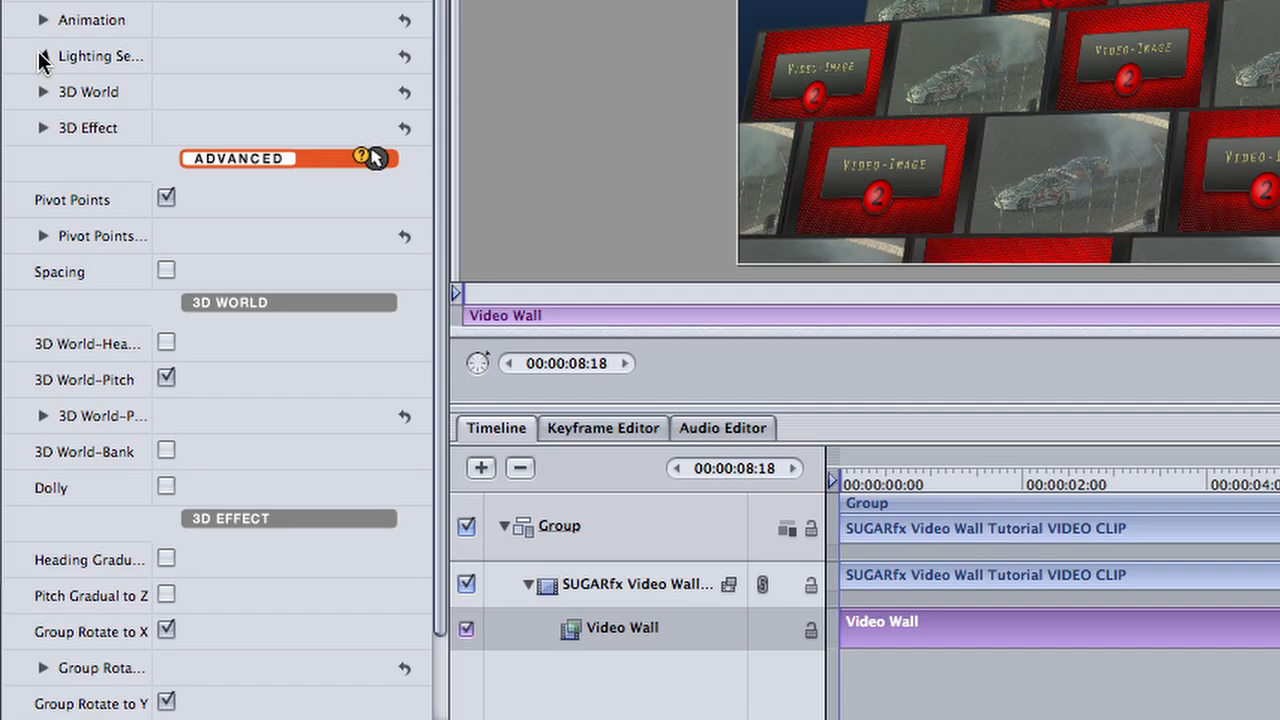 Animation
Lighting Se...
3D World
3D Effect
ADVANCED
?
Pivot Points
Pivot Points...
Spacing
3D WORLD
3D World-Hea...
3D World-Pitch
3D World-P...
3D World-Bank
Dolly
3D EFFECT
Heading Gradu...
Pitch Gradual to Z
Group Rotate to X
Group Rota...
Group Rotate to Y
VIDEO-IMAGE
2
VIDEO-IMAGE
2
VIDEO-IMAGE
2
VIDEO-I
2
Video Wall
00:00:08:18
Timeline
Keyframe Editor
Audio Editor
00:00:08:18
00:00:00:00
00:00:02:00
00:00:04:0
Group
Group
SUGARfx Video Wall Tutorial VIDEO CLIP
SUGARfx Video Wall...
SUGARfx Video Wall Tutorial VIDEO CLIP
Video Wall
Video Wall